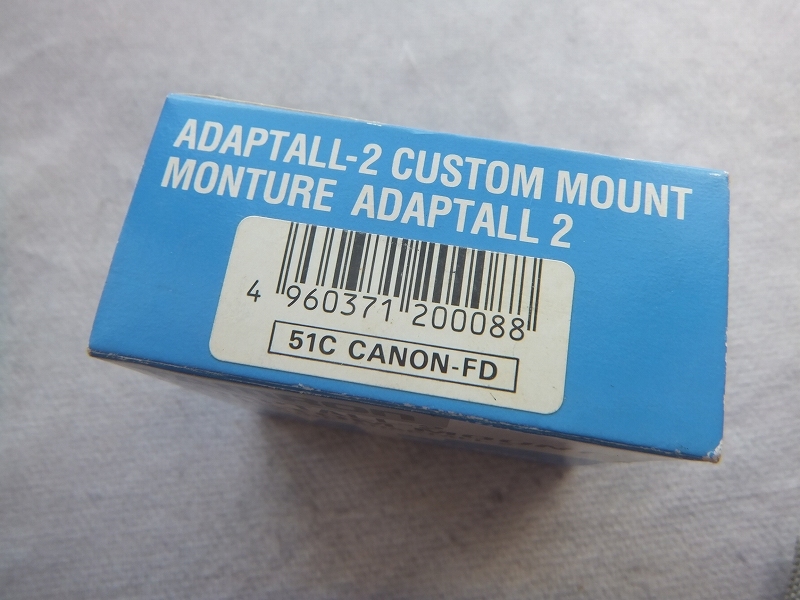 ADAPTALL-2 CUSTOM MOUNT
MONTURE ADAPTALL 2
4 960371 200088
51C CANON-FD